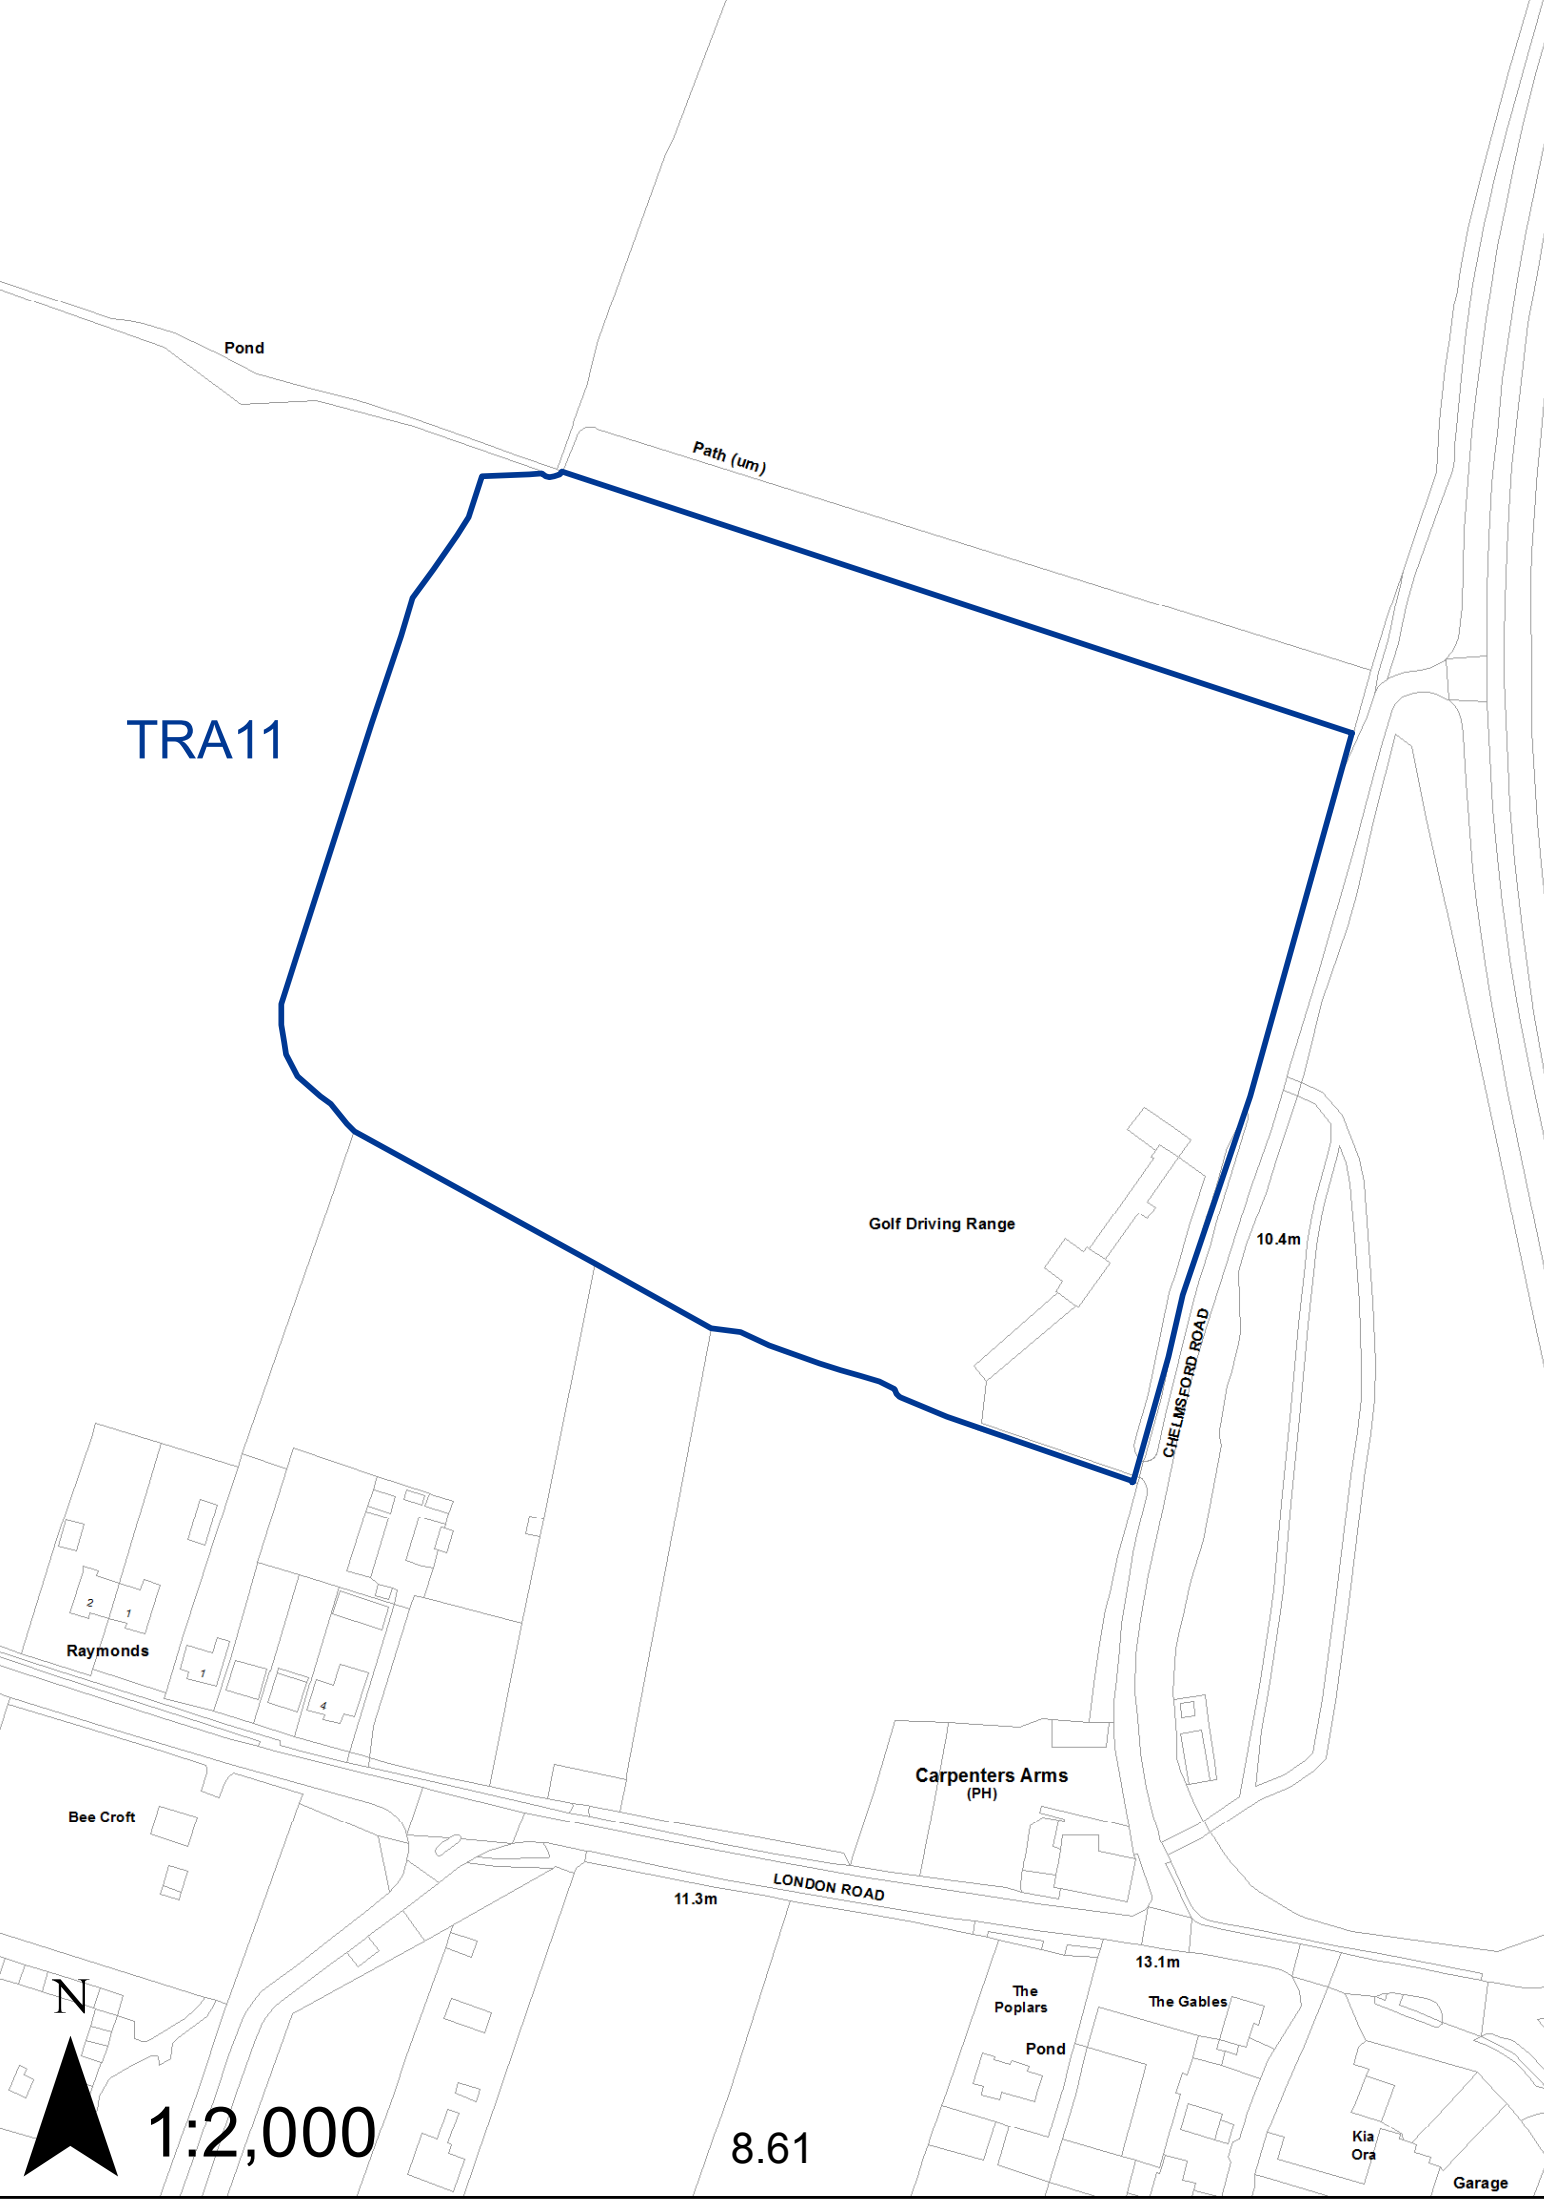 Pond
Path (um)
TRA11
Golf Driving Range
10.4m
CHELMSFORD ROAD
2
1
Raymonds
1
4
Carpenters Arms
(PH)
Bee Croft
LONDON ROAD
11.3m
13.1m
The
Poplars
The Gables
Pond
N
1:2,000
8.61
Kia
Ora
Garage